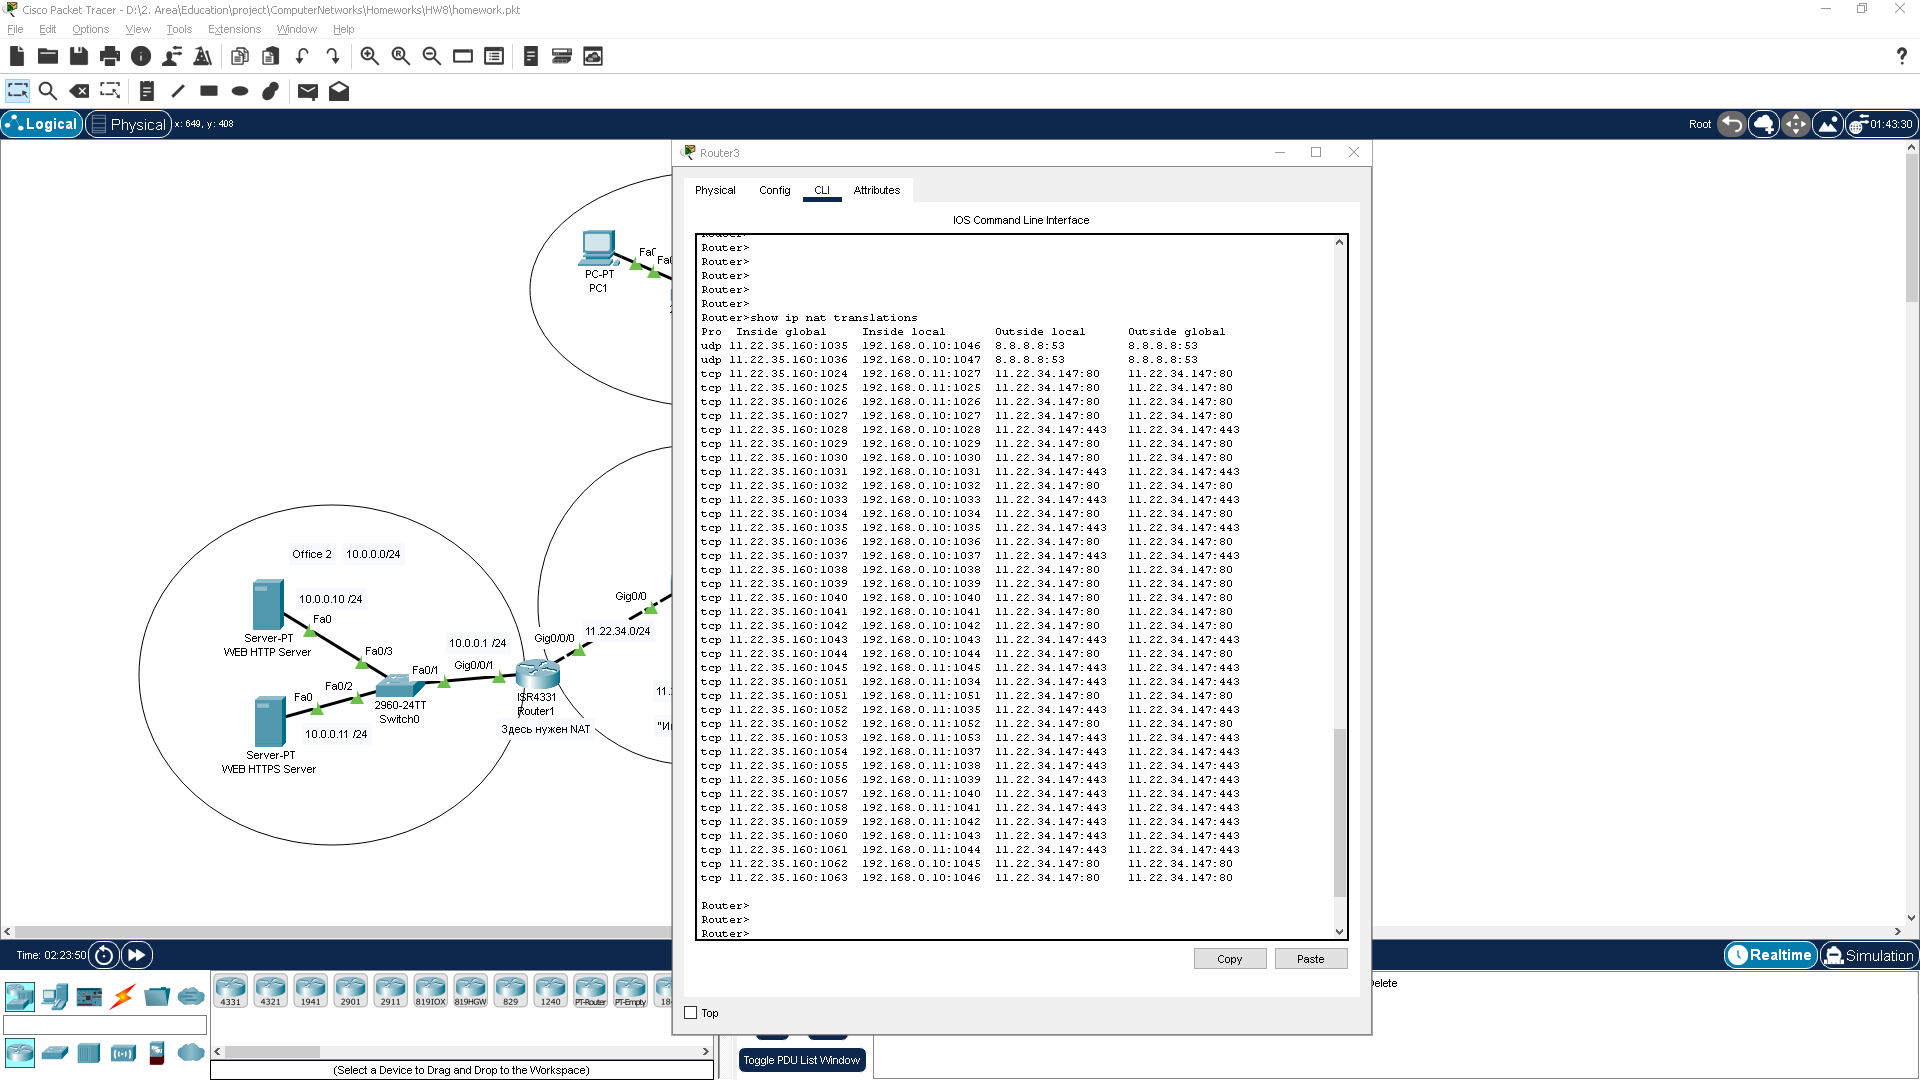 Cisco Packet Tracer - D:\2. Area\Education\project\ComputerNetworks\Homeworks\HW8\homework.pkt
File Edit Options View Tools Extensions Window Help
Logical Physical x: 649, y: 408 Root 01:43:30
Router3
Physical Config CLI Attributes
IOS Command Line Interface
Router>
Router>
Router>
Router>
Router>
Router>
Router>show ip nat translations
Pro Inside global Inside local Outside local Outside global
udp 11.22.35.160:1035 192.168.0.10:1046 8.8.8.8:53 8.8.8.8:53
udp 11.22.35.160:1036 192.168.0.10:1047 8.8.8.8:53 8.8.8.8:53
tcp 11.22.35.160:1024 192.168.0.11:1027 11.22.34.147:80 11.22.34.147:80
tcp 11.22.35.160:1025 192.168.0.11:1025 11.22.34.147:80 11.22.34.147:80
tcp 11.22.35.160:1026 192.168.0.11:1026 11.22.34.147:80 11.22.34.147:80
tcp 11.22.35.160:1027 192.168.0.10:1027 11.22.34.147:80 11.22.34.147:80
tcp 11.22.35.160:1028 192.168.0.10:1028 11.22.34.147:443 11.22.34.147:443
tcp 11.22.35.160:1029 192.168.0.10:1029 11.22.34.147:80 11.22.34.147:80
tcp 11.22.35.160:1030 192.168.0.10:1030 11.22.34.147:80 11.22.34.147:80
tcp 11.22.35.160:1031 192.168.0.10:1031 11.22.34.147:443 11.22.34.147:443
tcp 11.22.35.160:1032 192.168.0.10:1032 11.22.34.147:80 11.22.34.147:80
tcp 11.22.35.160:1033 192.168.0.10:1033 11.22.34.147:443 11.22.34.147:443
tcp 11.22.35.160:1034 192.168.0.10:1034 11.22.34.147:80 11.22.34.147:80
tcp 11.22.35.160:1035 192.168.0.10:1035 11.22.34.147:443 11.22.34.147:443
tcp 11.22.35.160:1036 192.168.0.10:1036 11.22.34.147:80 11.22.34.147:80
tcp 11.22.35.160:1037 192.168.0.10:1037 11.22.34.147:443 11.22.34.147:443
tcp 11.22.35.160:1038 192.168.0.10:1038 11.22.34.147:80 11.22.34.147:80
tcp 11.22.35.160:1039 192.168.0.10:1039 11.22.34.147:80 11.22.34.147:80
tcp 11.22.35.160:1040 192.168.0.10:1040 11.22.34.147:80 11.22.34.147:80
tcp 11.22.35.160:1041 192.168.0.10:1041 11.22.34.147:80 11.22.34.147:80
tcp 11.22.35.160:1042 192.168.0.10:1042 11.22.34.147:80 11.22.34.147:80
tcp 11.22.35.160:1043 192.168.0.10:1043 11.22.34.147:443 11.22.34.147:443
tcp 11.22.35.160:1044 192.168.0.10:1044 11.22.34.147:80 11.22.34.147:80
tcp 11.22.35.160:1045 192.168.0.11:1045 11.22.34.147:443 11.22.34.147:443
tcp 11.22.35.160:1051 192.168.0.11:1034 11.22.34.147:443 11.22.34.147:443
tcp 11.22.35.160:1051 192.168.0.11:1051 11.22.34.147:80 11.22.34.147:80
tcp 11.22.35.160:1052 192.168.0.11:1035 11.22.34.147:443 11.22.34.147:443
tcp 11.22.35.160:1052 192.168.0.11:1052 11.22.34.147:80 11.22.34.147:80
tcp 11.22.35.160:1053 192.168.0.11:1053 11.22.34.147:443 11.22.34.147:443
tcp 11.22.35.160:1054 192.168.0.11:1037 11.22.34.147:443 11.22.34.147:443
tcp 11.22.35.160:1055 192.168.0.11:1038 11.22.34.147:443 11.22.34.147:443
tcp 11.22.35.160:1056 192.168.0.11:1039 11.22.34.147:443 11.22.34.147:443
tcp 11.22.35.160:1057 192.168.0.11:1040 11.22.34.147:443 11.22.34.147:443
tcp 11.22.35.160:1058 192.168.0.11:1041 11.22.34.147:443 11.22.34.147:443
tcp 11.22.35.160:1059 192.168.0.11:1042 11.22.34.147:443 11.22.34.147:443
tcp 11.22.35.160:1060 192.168.0.11:1043 11.22.34.147:443 11.22.34.147:443
tcp 11.22.35.160:1061 192.168.0.11:1044 11.22.34.147:443 11.22.34.147:443
tcp 11.22.35.160:1062 192.168.0.10:1045 11.22.34.147:80 11.22.34.147:80
tcp 11.22.35.160:1063 192.168.0.10:1046 11.22.34.147:80 11.22.34.147:80
Router>
Router>
Router>
Copy Paste
Top
Fa0
PC-PT
PC1
Office 2 10.0.0.0/24
10.0.0.10 /24
Fa0
Server-PT
WEB HTTP Server
Fa0/3
Fa0/1
Fa0/2
Fa0
2960-24TT
Switch0
10.0.0.11 /24
Server-PT
WEB HTTPS Server
10.0.0.1 /24
Gig0/0/1
Gig0/0/0
Gig0/0
11.22.34.0/24
ISR4331
Router1
Здесь нужен NAT
11.
"И
Time: 02:23:50 Realtime Simulation
4331 4321 1941 2901 2911 819IOX 819HGW 829 1240 PT-Router PT-Empty
(Select a Device to Drag and Drop to the Workspace)
Toggle PDU List Window
elete